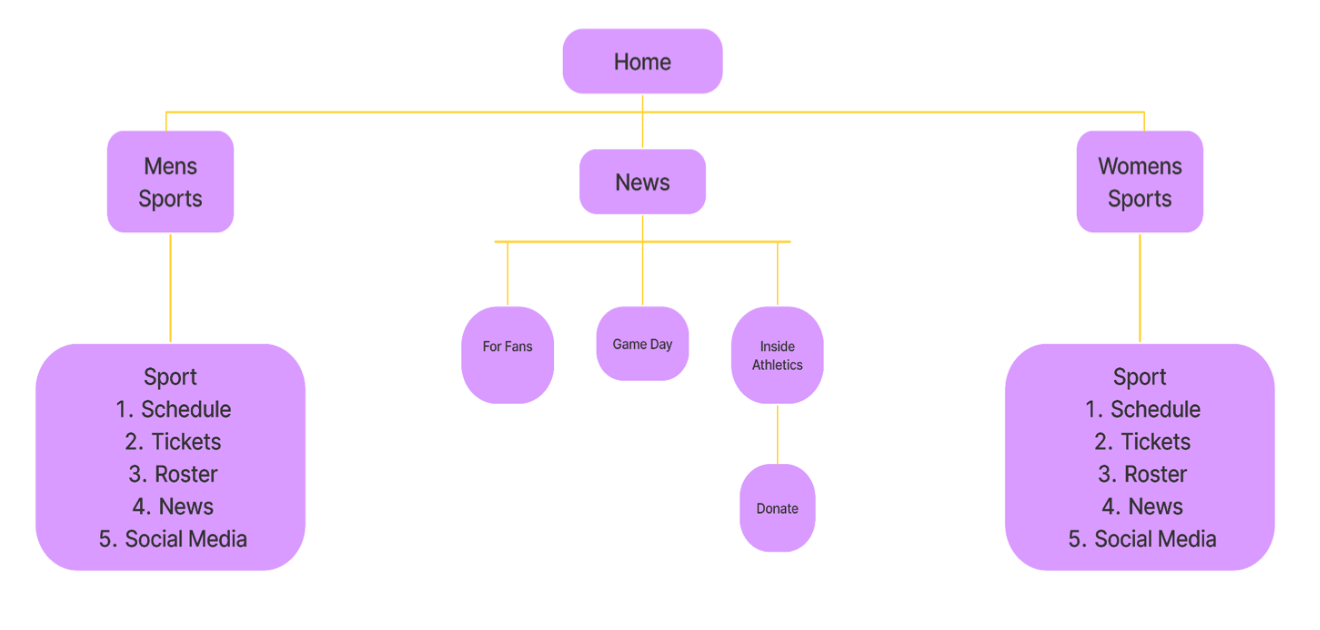 Home
Mens
Sports
News
Womens
Sports
For Fans
Game Day
Inside
Athletics
Donate
Sport
1. Schedule
2. Tickets
3. Roster
4. News
5. Social Media
Sport
1. Schedule
2. Tickets
3. Roster
4. News
5. Social Media